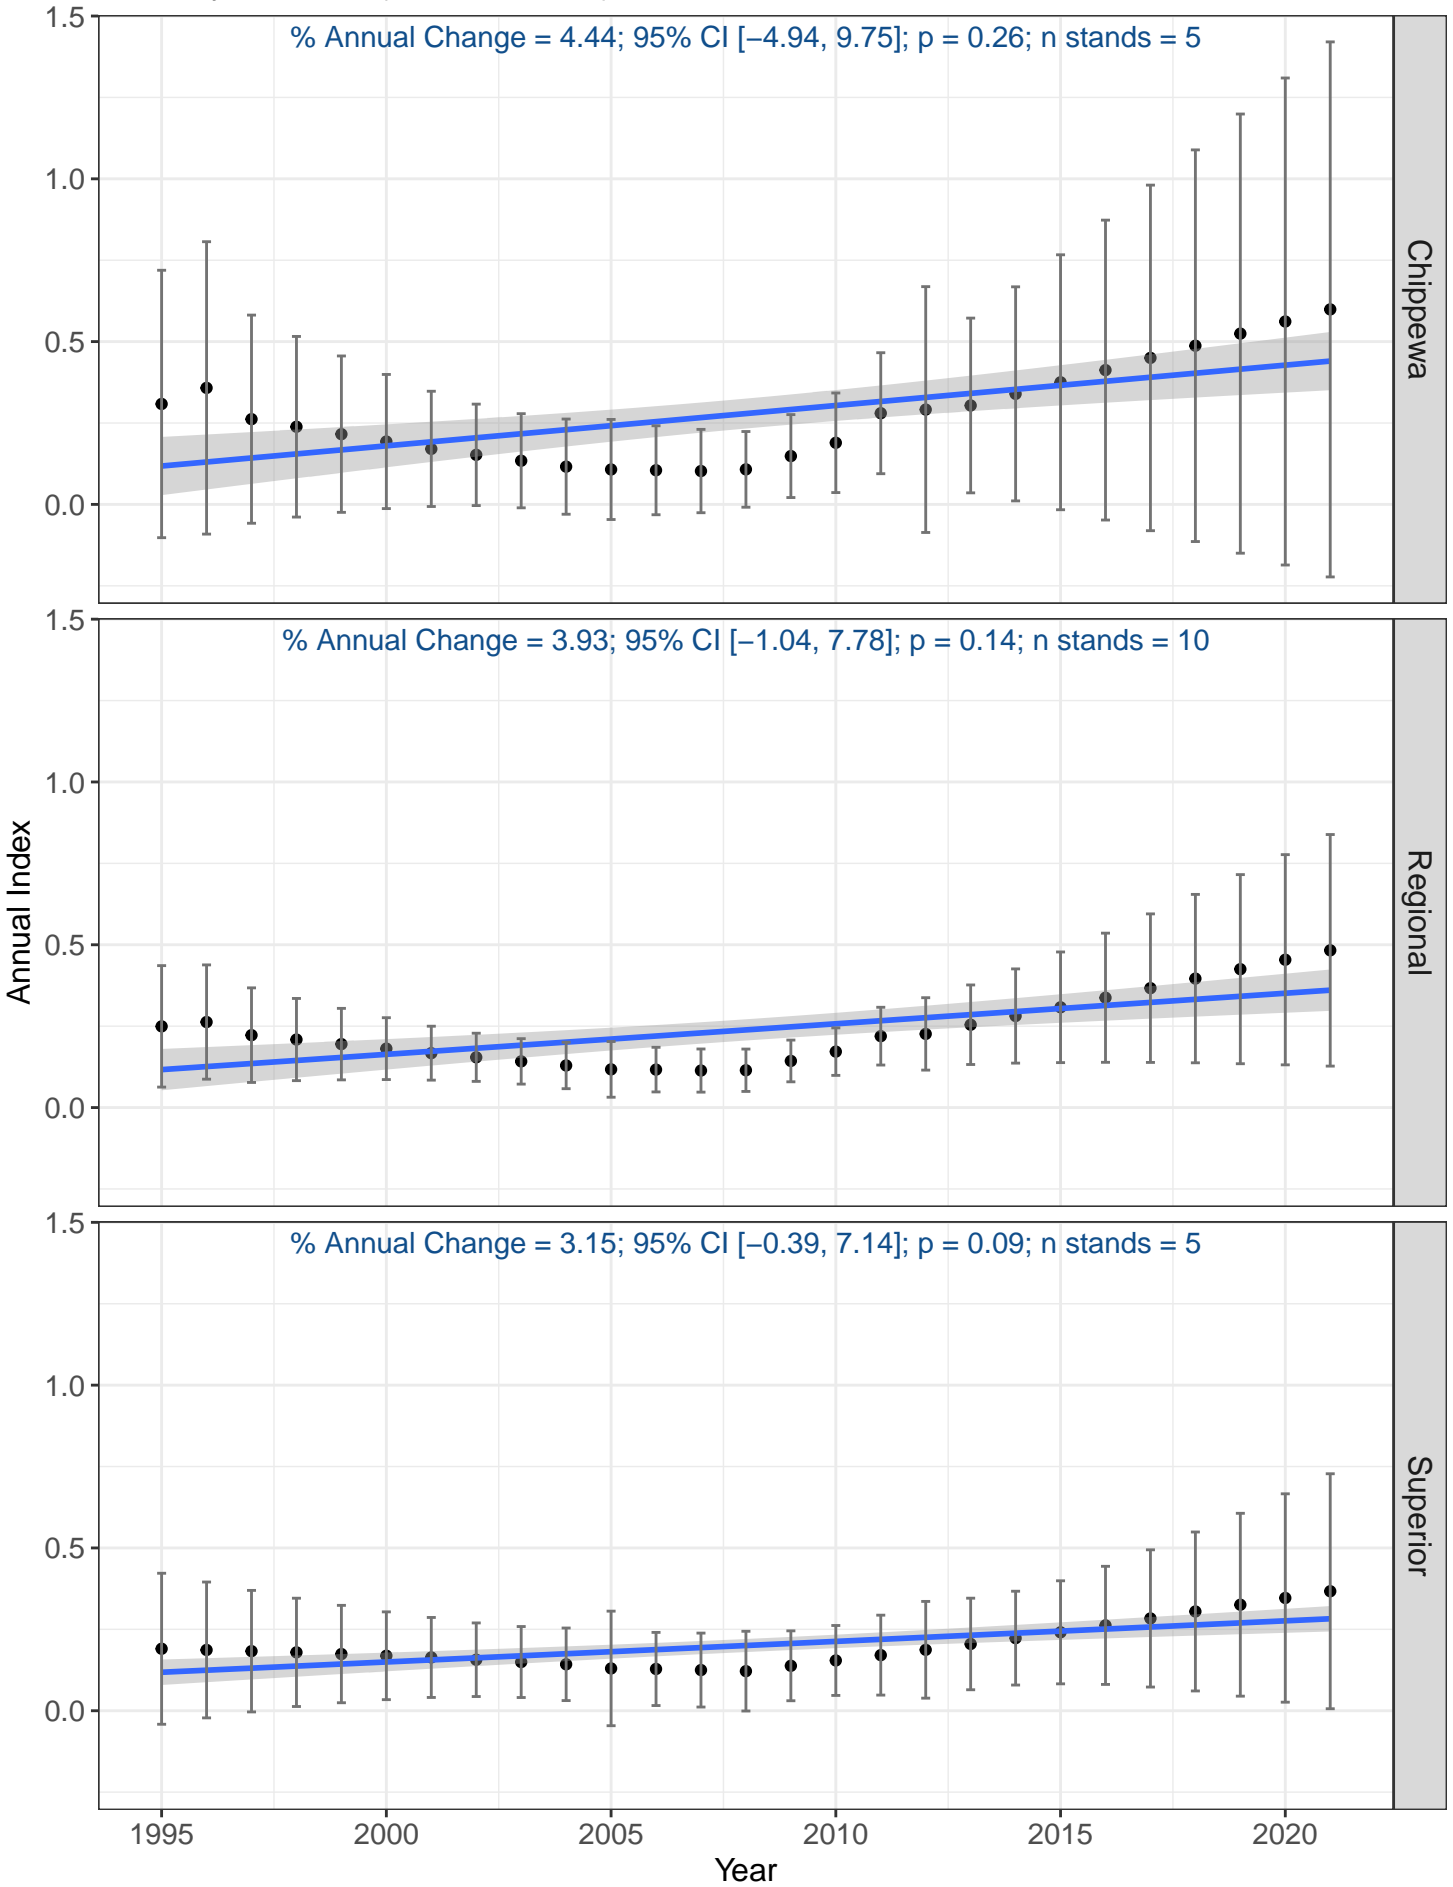 % Annual Change = 4.44; 95% CI [−4.94, 9.75]; p = 0.26; n stands = 5
1.5
1.0
0.5
0.0
Chippewa
% Annual Change = 3.93; 95% CI [−1.04, 7.78]; p = 0.14; n stands = 10
1.5
1.0
0.5
0.0
Regional
Annual Index
% Annual Change = 3.15; 95% CI [−0.39, 7.14]; p = 0.09; n stands = 5
1.5
1.0
0.5
0.0
Superior
1995 2000 2005 2010 2015 2020
Year